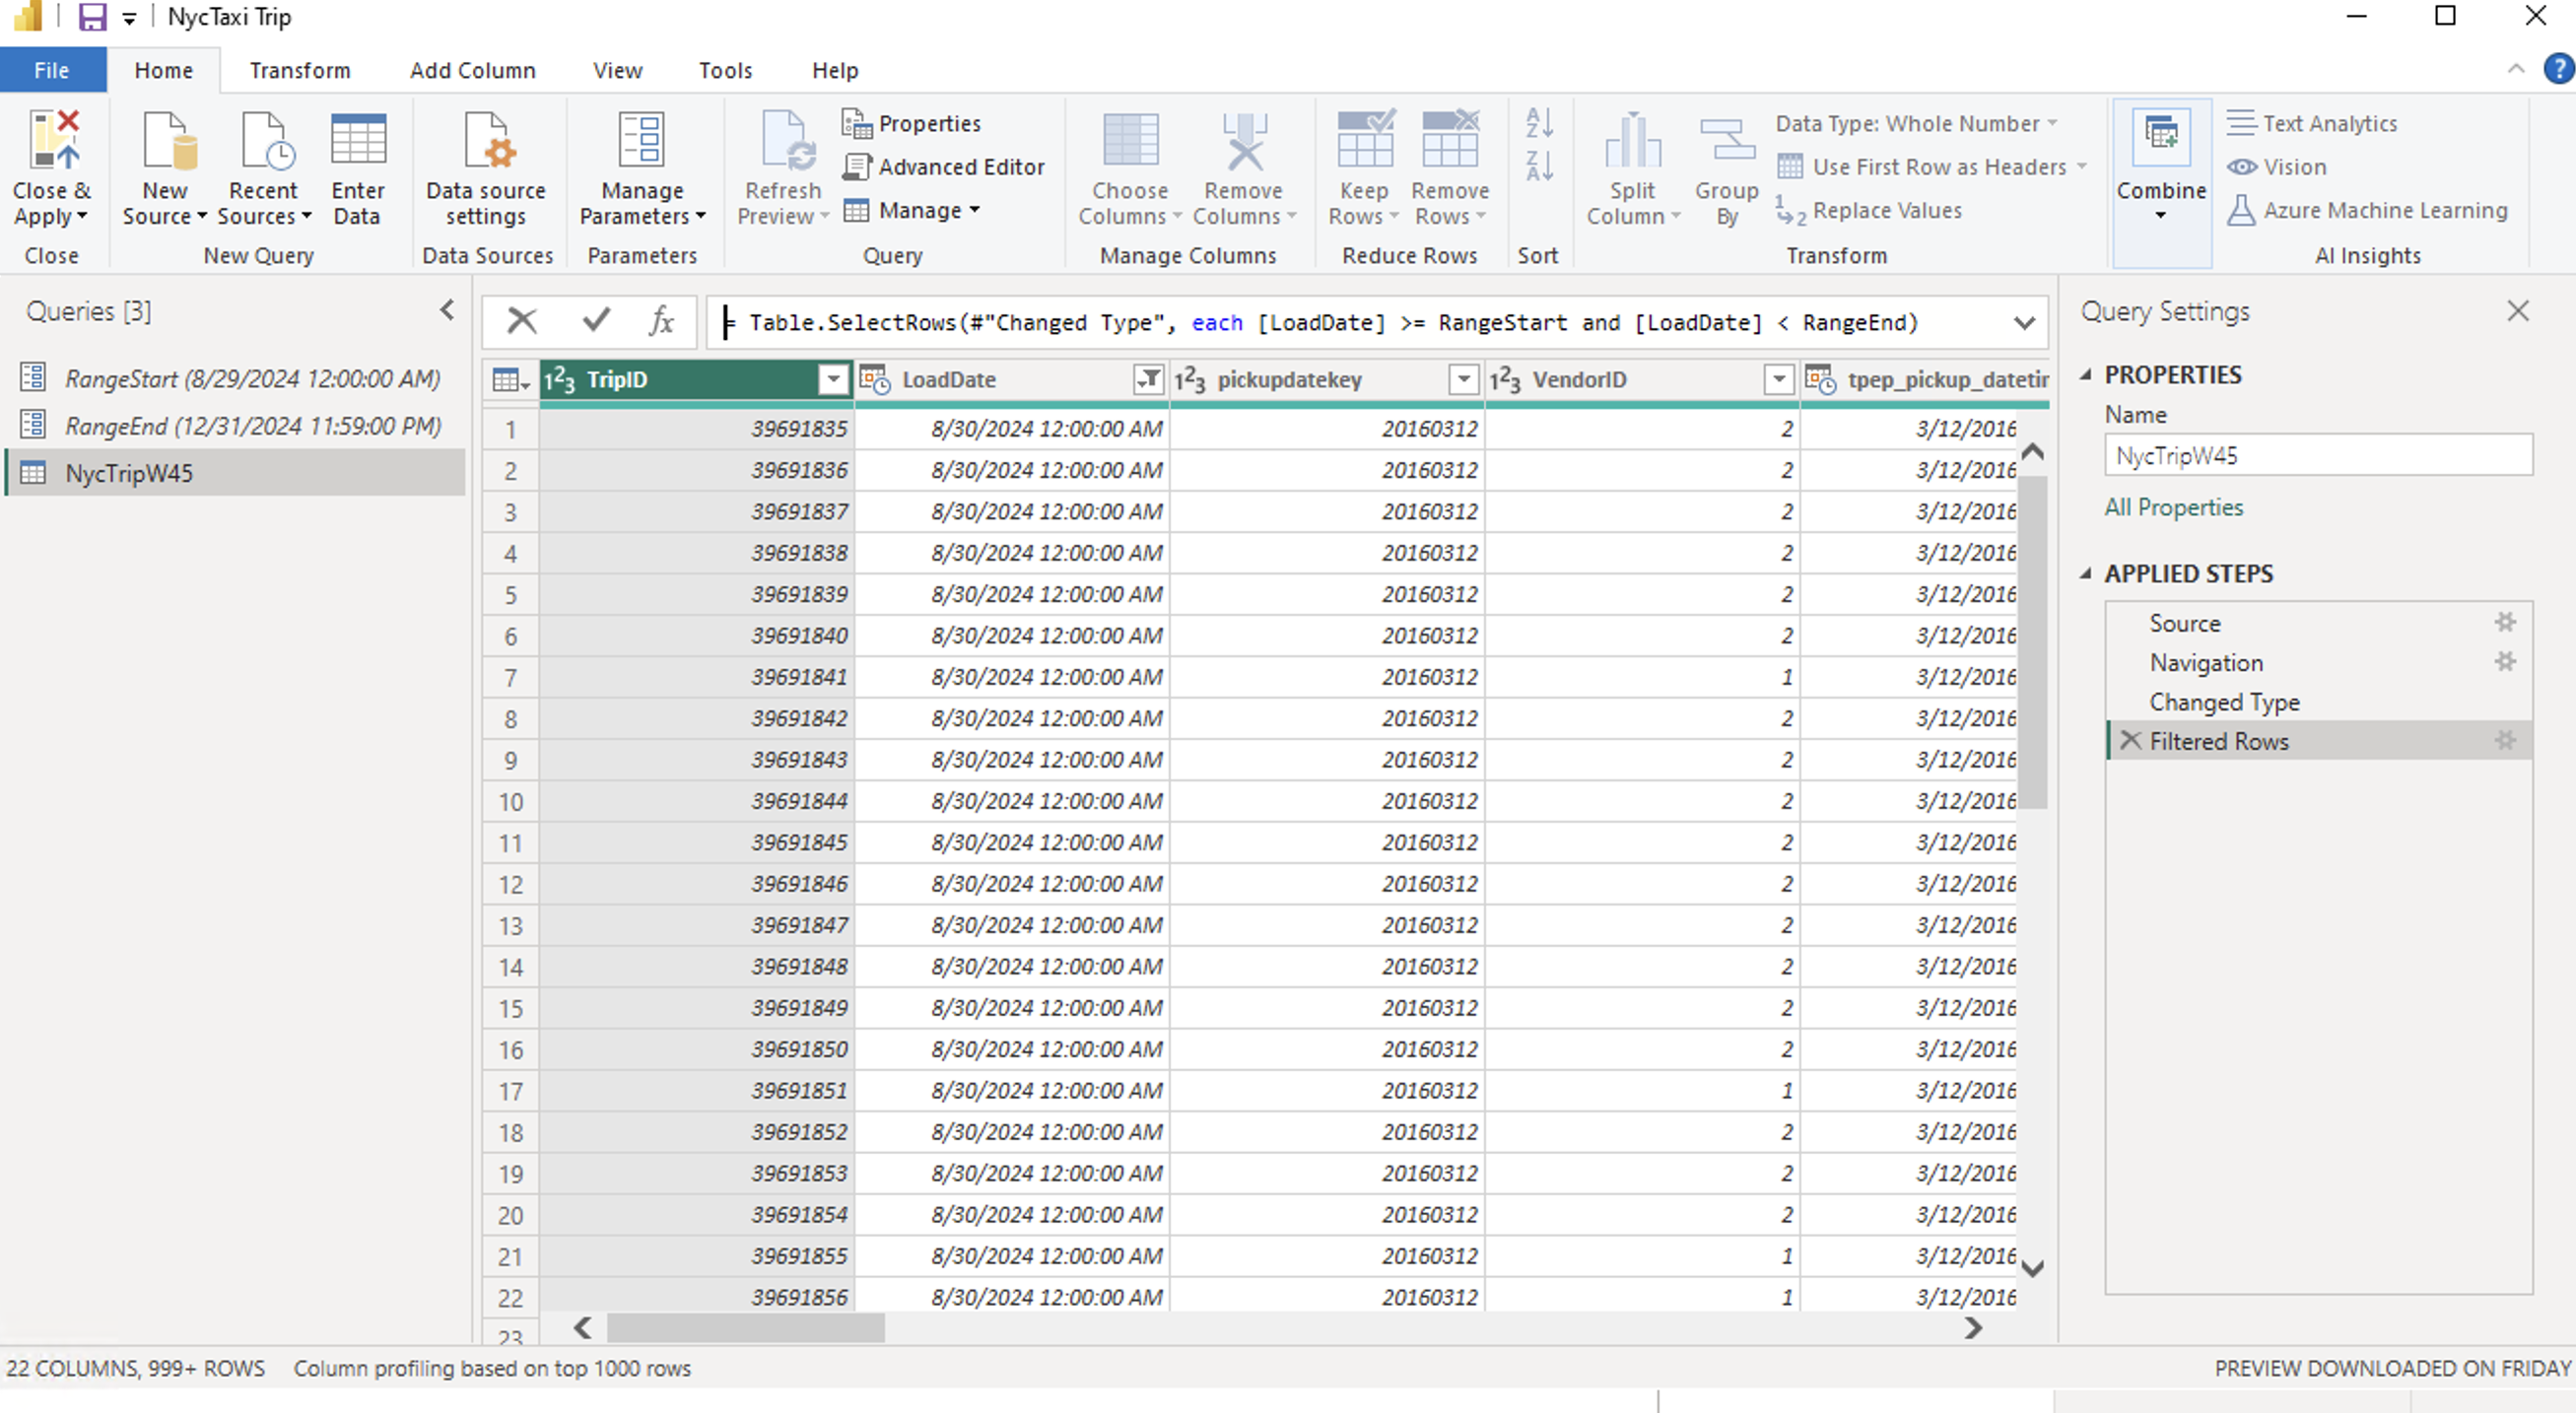 NycTaxi Trip
File Home Transform Add Column View Tools Help
Close & Apply
Close
New Source
Recent Sources
Enter Data
New Query
Data source settings
Data Sources
Manage Parameters
Parameters
Refresh Preview
Properties
Advanced Editor
Manage
Query
Choose Columns
Remove Columns
Manage Columns
Keep Rows
Remove Rows
Reduce Rows
Sort
Split Column
Group By
Data Type: Whole Number
Use First Row as Headers
Replace Values
Transform
Combine
Text Analytics
Vision
Azure Machine Learning
AI Insights
Queries [3]
RangeStart (8/29/2024 12:00:00 AM)
RangeEnd (12/31/2024 11:59:00 PM)
NycTripW45
fx
= Table.SelectRows(#"Changed Type", each [LoadDate] >= RangeStart and [LoadDate] < RangeEnd)
123 TripID LoadDate 123 pickupdatekey 123 VendorID tpep_pickup_datetir
1 39691835 8/30/2024 12:00:00 AM 20160312 2 3/12/2016
2 39691836 8/30/2024 12:00:00 AM 20160312 2 3/12/2016
3 39691837 8/30/2024 12:00:00 AM 20160312 2 3/12/2016
4 39691838 8/30/2024 12:00:00 AM 20160312 2 3/12/2016
5 39691839 8/30/2024 12:00:00 AM 20160312 2 3/12/2016
6 39691840 8/30/2024 12:00:00 AM 20160312 2 3/12/2016
7 39691841 8/30/2024 12:00:00 AM 20160312 1 3/12/2016
8 39691842 8/30/2024 12:00:00 AM 20160312 2 3/12/2016
9 39691843 8/30/2024 12:00:00 AM 20160312 2 3/12/2016
10 39691844 8/30/2024 12:00:00 AM 20160312 2 3/12/2016
11 39691845 8/30/2024 12:00:00 AM 20160312 2 3/12/2016
12 39691846 8/30/2024 12:00:00 AM 20160312 2 3/12/2016
13 39691847 8/30/2024 12:00:00 AM 20160312 2 3/12/2016
14 39691848 8/30/2024 12:00:00 AM 20160312 2 3/12/2016
15 39691849 8/30/2024 12:00:00 AM 20160312 2 3/12/2016
16 39691850 8/30/2024 12:00:00 AM 20160312 2 3/12/2016
17 39691851 8/30/2024 12:00:00 AM 20160312 1 3/12/2016
18 39691852 8/30/2024 12:00:00 AM 20160312 2 3/12/2016
19 39691853 8/30/2024 12:00:00 AM 20160312 2 3/12/2016
20 39691854 8/30/2024 12:00:00 AM 20160312 2 3/12/2016
21 39691855 8/30/2024 12:00:00 AM 20160312 1 3/12/2016
22 39691856 8/30/2024 12:00:00 AM 20160312 1 3/12/2016
23
Query Settings
PROPERTIES
Name
NycTripW45
All Properties
APPLIED STEPS
Source
Navigation
Changed Type
Filtered Rows
22 COLUMNS, 999+ ROWS Column profiling based on top 1000 rows
PREVIEW DOWNLOADED ON FRIDAY